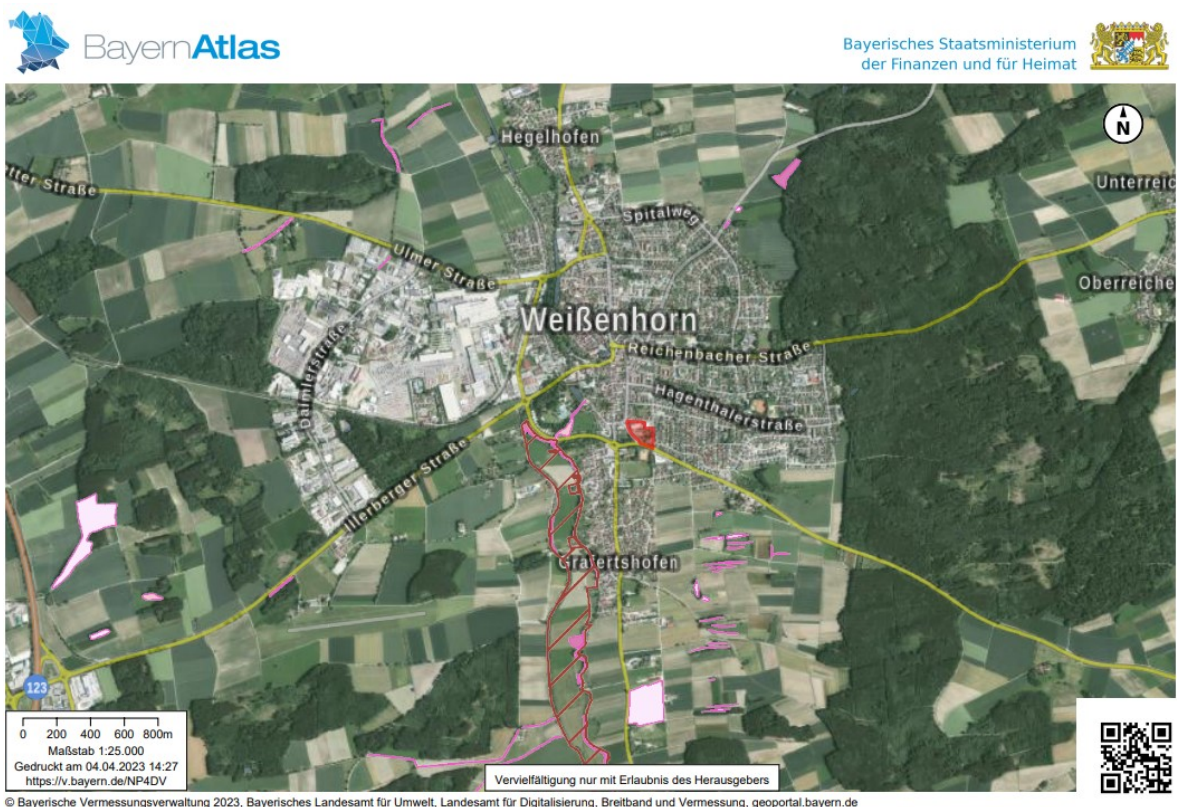 BayernAtlas
Bayerisches Staatsministerium
der Finanzen und für Heimat
N
Hegelhofen
tter Straße
Unterreic
Spitalweg
Ulmer Straße
Oberreiche
Weißenhorn
Reichenbacher Straße
Daimlerstraße
Hagenthalerstraße
Illerberger Straße
Grafertshofen
123
0 200 400 600 800m
Maßstab 1:25.000
Gedruckt am 04.04.2023 14:27
https://v.bayern.de/NP4DV
Vervielfältigung nur mit Erlaubnis des Herausgebers
© Bayerische Vermessungsverwaltung 2023, Bayerisches Landesamt für Umwelt, Landesamt für Digitalisierung, Breitband und Vermessung, geoportal.bayern.de